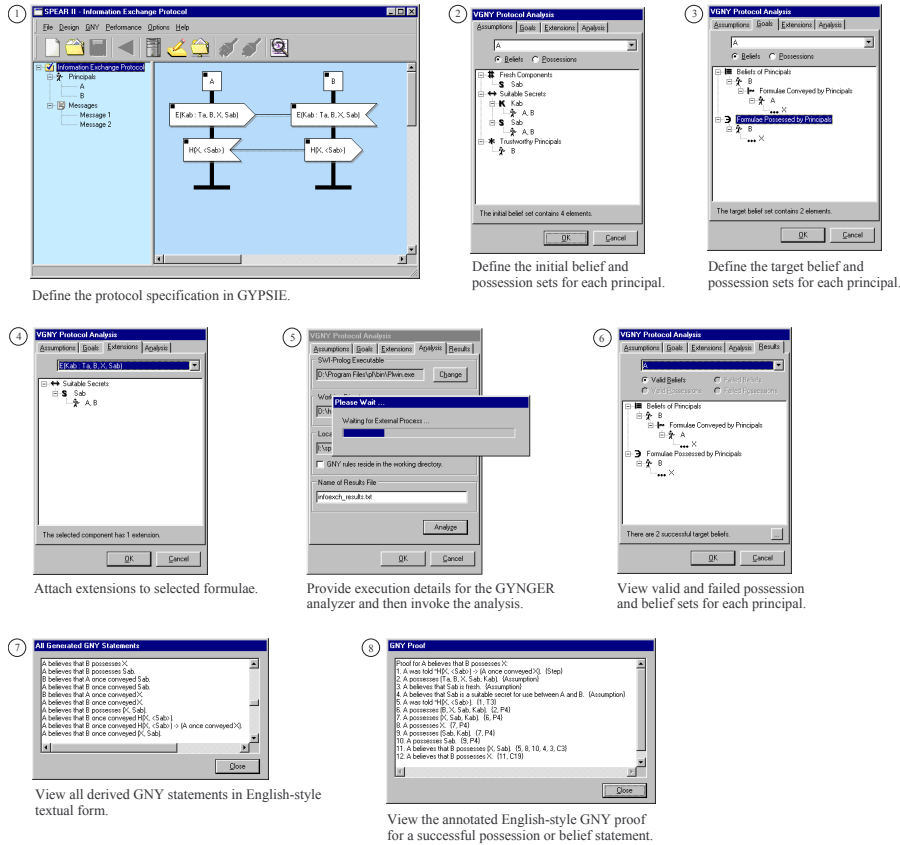 1
SPEAR II - Information Exchange Protocol
File Design GNY Performance Options Help
Information Exchange Protocol
Principals
A
B
Messages
Message 1
Message 2
A
B
E(Kab : Ta, B, X, Sab)
E(Kab : Ta, B, X, Sab)
H(X, <Sab>)
H(X, <Sab>)
Define the protocol specification in GYPSIE.
2
VGNY Protocol Analysis
Assumptions Goals Extensions Analysis
A
Beliefs Possessions
Fresh Components
S Sab
Suitable Secrets
K Kab
A, B
S Sab
A, B
Trustworthy Principals
B
The initial belief set contains 4 elements.
OK Cancel
Define the initial belief and
possession sets for each principal.
3
VGNY Protocol Analysis
Assumptions Goals Extensions Analysis
A
Beliefs Possessions
Beliefs of Principals
B
Formulae Conveyed by Principals
A
X
Formulae Possessed by Principals
B
X
The target belief set contains 2 elements.
OK Cancel
Define the target belief and
possession sets for each principal.
4
VGNY Protocol Analysis
Assumptions Goals Extensions Analysis
E(Kab : Ta, B, X, Sab)
Suitable Secrets
S Sab
A, B
The selected component has 1 extension.
OK Cancel
Attach extensions to selected formulae.
5
VGNY Protocol Analysis
Assumptions Goals Extensions Analysis Results
SWI-Prolog Executable
D:\Program Files\pl\bin\Plwin.exe Change
Please Wait ...
Waiting for External Process ...
GNY rules reside in the working directory.
Name of Results File
infoexch_results.txt
Analyze
OK Cancel
Provide execution details for the GYNGER
analyzer and then invoke the analysis.
6
VGNY Protocol Analysis
Assumptions Goals Extensions Analysis Results
A
Valid Beliefs Failed Beliefs
Valid Possessions Failed Possessions
Beliefs of Principals
B
Formulae Conveyed by Principals
A
X
Formulae Possessed by Principals
B
X
There are 2 successful target beliefs. ...
OK Cancel
View valid and failed possession
and belief sets for each principal.
7
All Generated GNY Statements
A believes that B possesses X.
A believes that B possesses Sab.
B believes that A once conveyed Sab.
A believes that B once conveyed Sab.
B believes that A once conveyed X.
A believes that B once conveyed X.
A believes that B possesses (X, Sab).
A believes that B once conveyed H(X, <Sab>).
A believes that B once conveyed H(X, <Sab>) -> (A once conveyed X).
A believes that B once conveyed (X, Sab).
Close
View all derived GNY statements in English-style
textual form.
8
GNY Proof
Proof for A believes that B possesses X:
1. A was told *H(X, <Sab>) -> (A once conveyed X). {Step}
2. A possesses (Ta, B, X, Sab, Kab). {Assumption}
3. A believes that Sab is fresh. {Assumption}
4. A believes that Sab is a suitable secret for use between A and B. {Assumption}
5. A was told *H(X, <Sab>). {1, T3}
6. A possesses (B, X, Sab, Kab). {2, P4}
7. A possesses (X, Sab, Kab). {6, P4}
8. A possesses X. {7, P4}
9. A possesses (Sab, Kab). {7, P4}
10. A possesses Sab. {9, P4}
11. A believes that B possesses (X, Sab). {5, 8, 10, 4, 3, C3}
12. A believes that B possesses X. {11, C19}
Close
View the annotated English-style GNY proof
for a successful possession or belief statement.